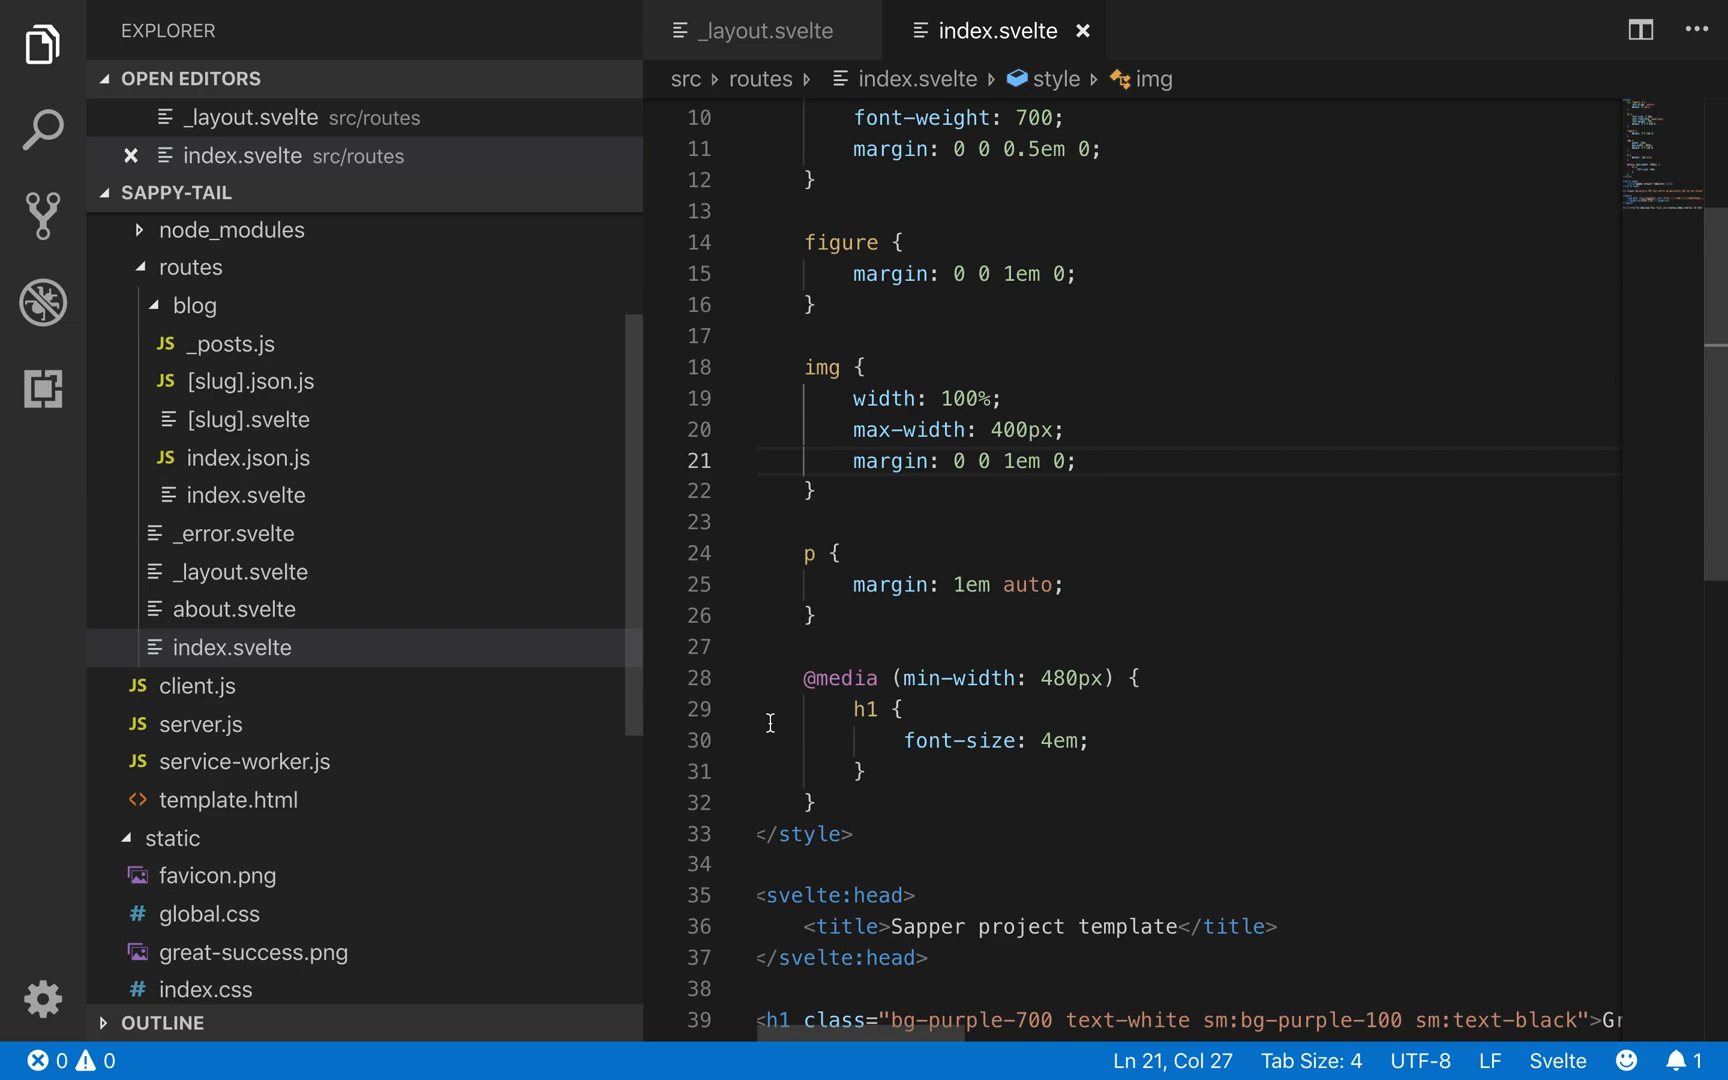 EXPLORER
OPEN EDITORS
_layout.svelte src/routes
index.svelte src/routes
SAPPY-TAIL
node_modules
routes
blog
JS _posts.js
JS [slug].json.js
[slug].svelte
JS index.json.js
index.svelte
_error.svelte
_layout.svelte
about.svelte
index.svelte
JS client.js
JS server.js
JS service-worker.js
<> template.html
static
favicon.png
# global.css
great-success.png
# index.css
OUTLINE
_layout.svelte
index.svelte
src routes index.svelte style img
10 font-weight: 700;
11 margin: 0 0 0.5em 0;
12 }
13
14 figure {
15 margin: 0 0 1em 0;
16 }
17
18 img {
19 width: 100%;
20 max-width: 400px;
21 margin: 0 0 1em 0;
22 }
23
24 p {
25 margin: 1em auto;
26 }
27
28 @media (min-width: 480px) {
29 h1 {
30 font-size: 4em;
31 }
32 }
33 </style>
34
35 <svelte:head>
36 <title>Sapper project template</title>
37 </svelte:head>
38
39 <h1 class="bg-purple-700 text-white sm:bg-purple-100 sm:text-black">Gr
0 0
Ln 21, Col 27 Tab Size: 4 UTF-8 LF Svelte 1